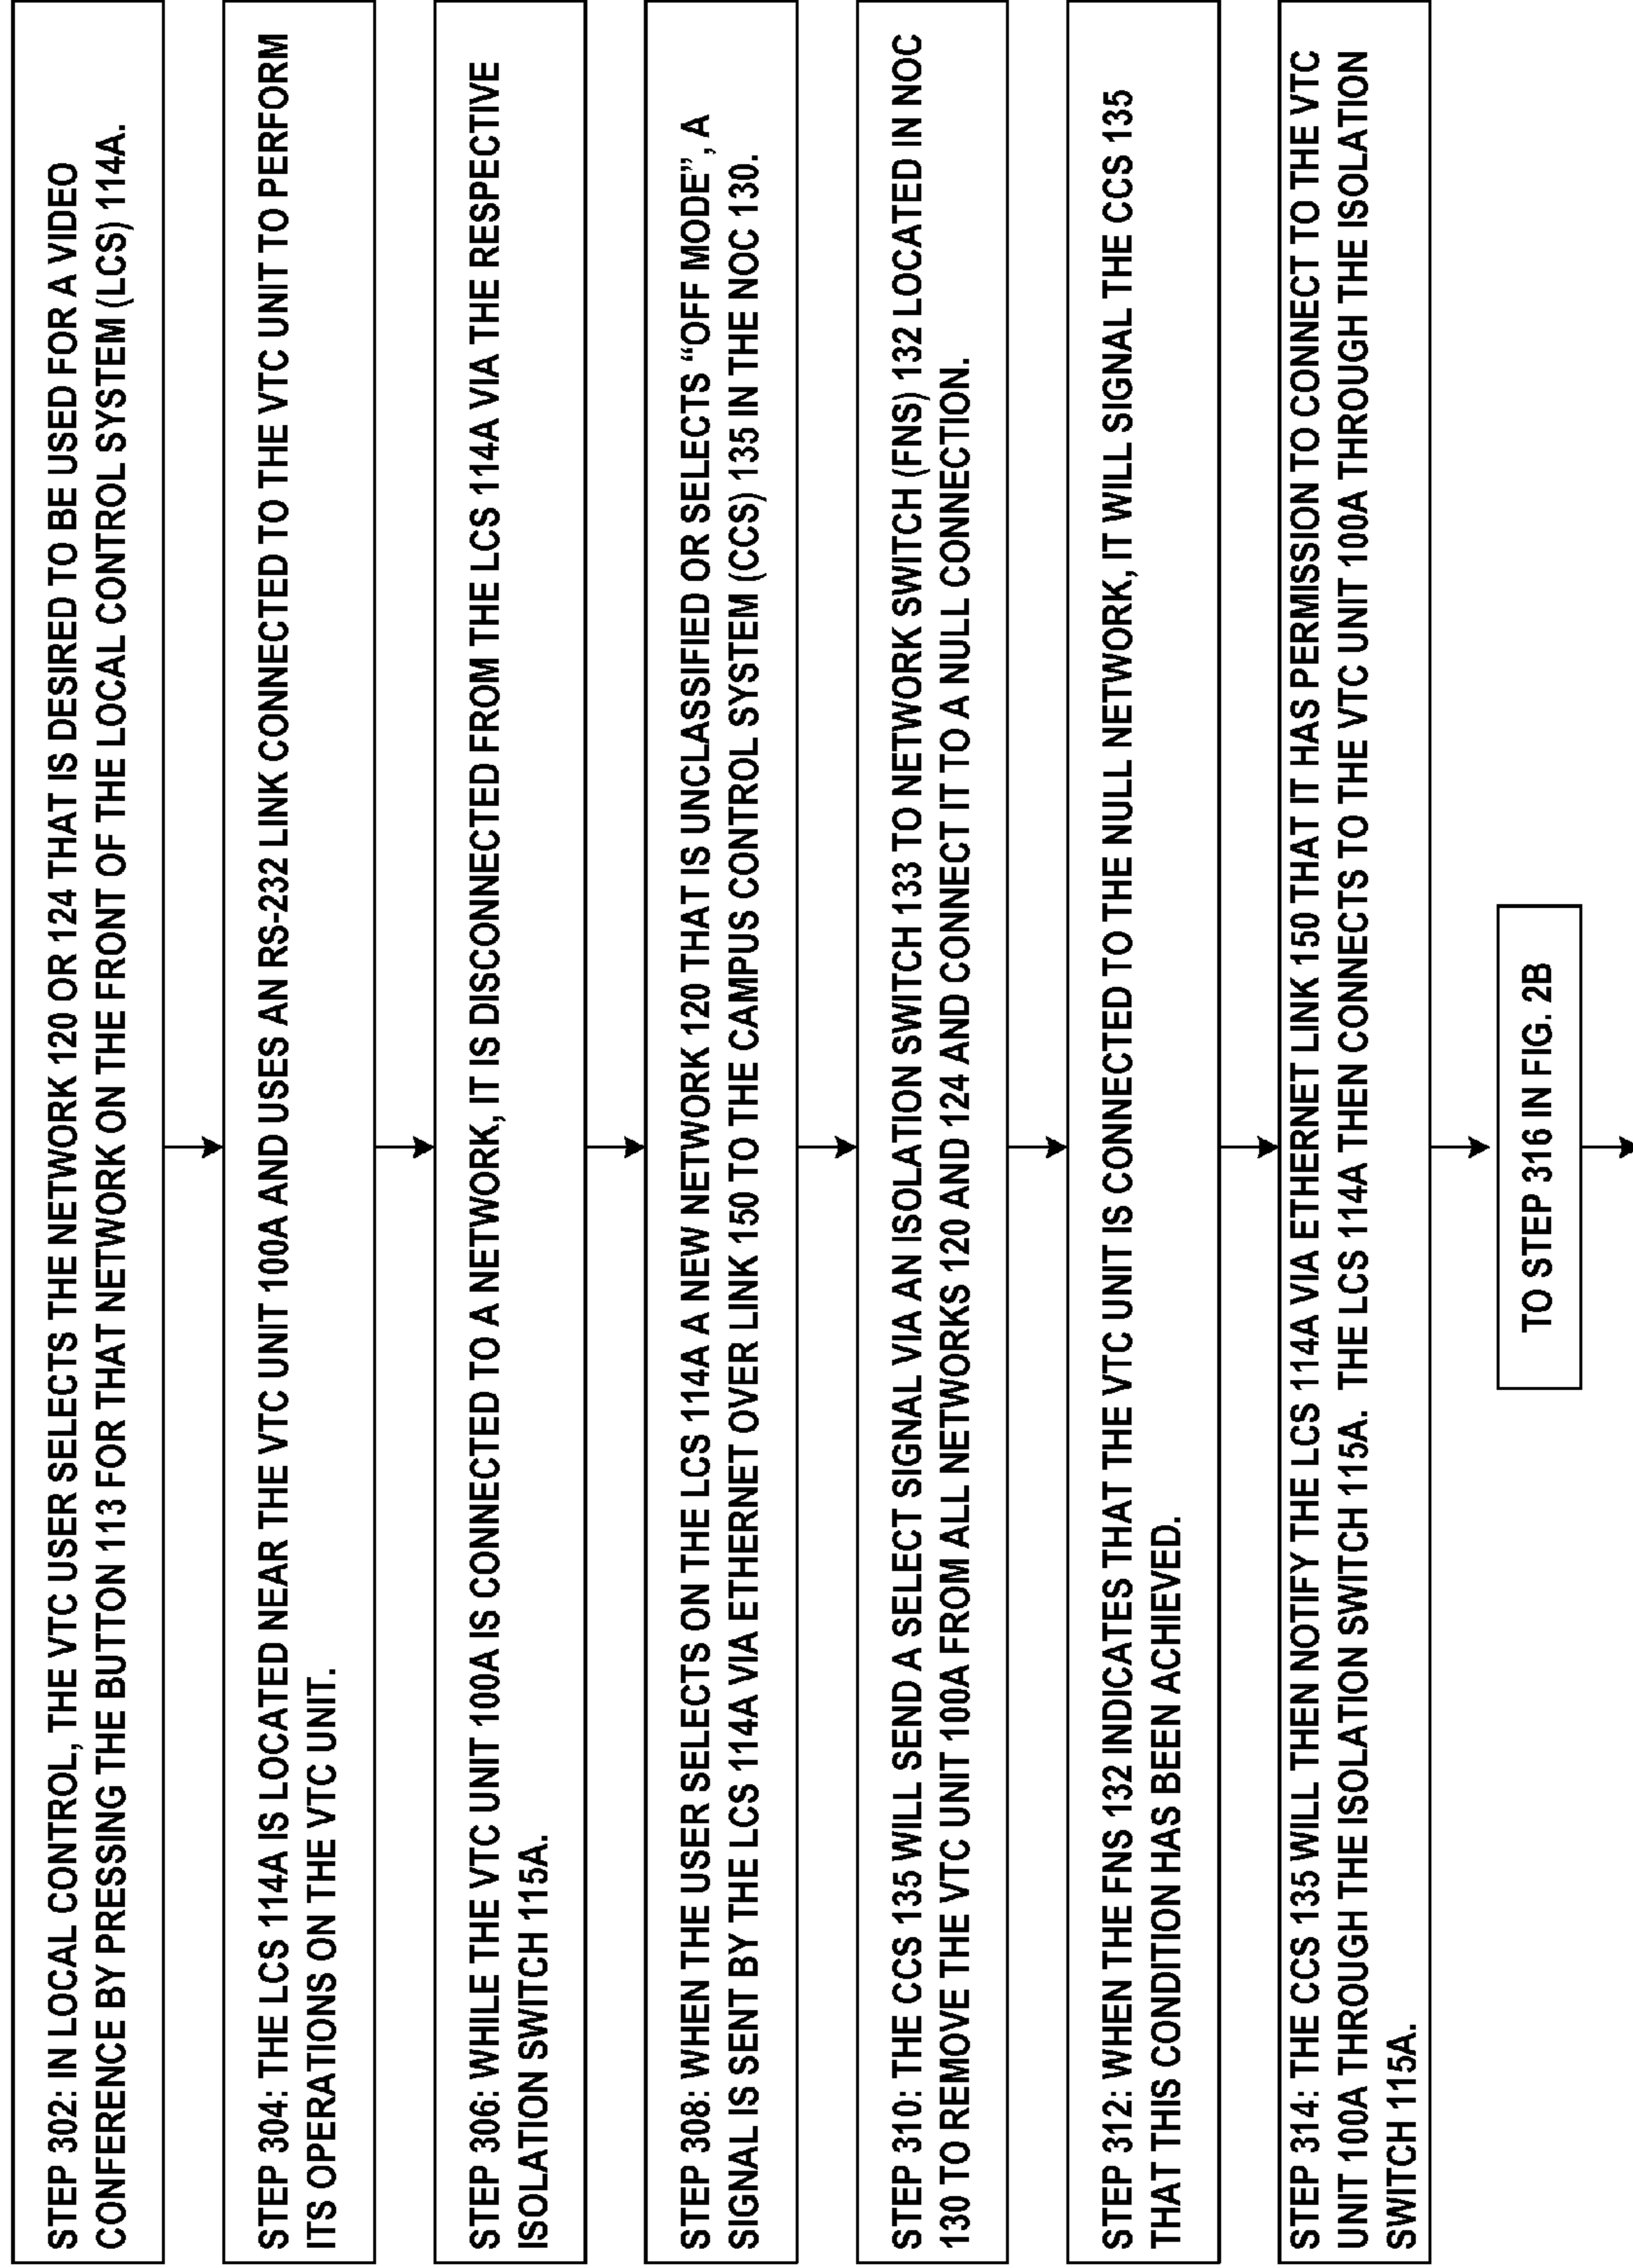 STEP 302: IN LOCAL CONTROL, THE VTC USER SELECTS THE NETWORK 120 OR 124 THAT IS DESIRED TO BE USED FOR A VIDEO
CONFERENCE BY PRESSING THE BUTTON 113 FOR THAT NETWORK ON THE FRONT OF THE LOCAL CONTROL SYSTEM (LCS) 114A.
STEP 304: THE LCS 114A IS LOCATED NEAR THE VTC UNIT 100A AND USES AN RS-232 LINK CONNECTED TO THE VTC UNIT TO PERFORM
ITS OPERATIONS ON THE VTC UNIT.
STEP 306: WHILE THE VTC UNIT 100A IS CONNECTED TO A NETWORK, IT IS DISCONNECTED FROM THE LCS 114A VIA THE RESPECTIVE
ISOLATION SWITCH 115A.
STEP 308: WHEN THE USER SELECTS ON THE LCS 114A A NEW NETWORK 120 THAT IS UNCLASSIFIED OR SELECTS “OFF MODE”, A
SIGNAL IS SENT BY THE LCS 114A VIA ETHERNET OVER LINK 150 TO THE CAMPUS CONTROL SYSTEM (CCS) 135 IN THE NOC 130.
STEP 310: THE CCS 135 WILL SEND A SELECT SIGNAL VIA AN ISOLATION SWITCH 133 TO NETWORK SWITCH (FNS) 132 LOCATED IN NOC
130 TO REMOVE THE VTC UNIT 100A FROM ALL NETWORKS 120 AND 124 AND CONNECT IT TO A NULL CONNECTION.
STEP 312: WHEN THE FNS 132 INDICATES THAT THE VTC UNIT IS CONNECTED TO THE NULL NETWORK, IT WILL SIGNAL THE CCS 135
THAT THIS CONDITION HAS BEEN ACHIEVED.
STEP 314: THE CCS 135 WILL THEN NOTIFY THE LCS 114A VIA ETHERNET LINK 150 THAT IT HAS PERMISSION TO CONNECT TO THE VTC
UNIT 100A THROUGH THE ISOLATION SWITCH 115A. THE LCS 114A THEN CONNECTS TO THE VTC UNIT 100A THROUGH THE ISOLATION
SWITCH 115A.
TO STEP 316 IN FIG. 2B